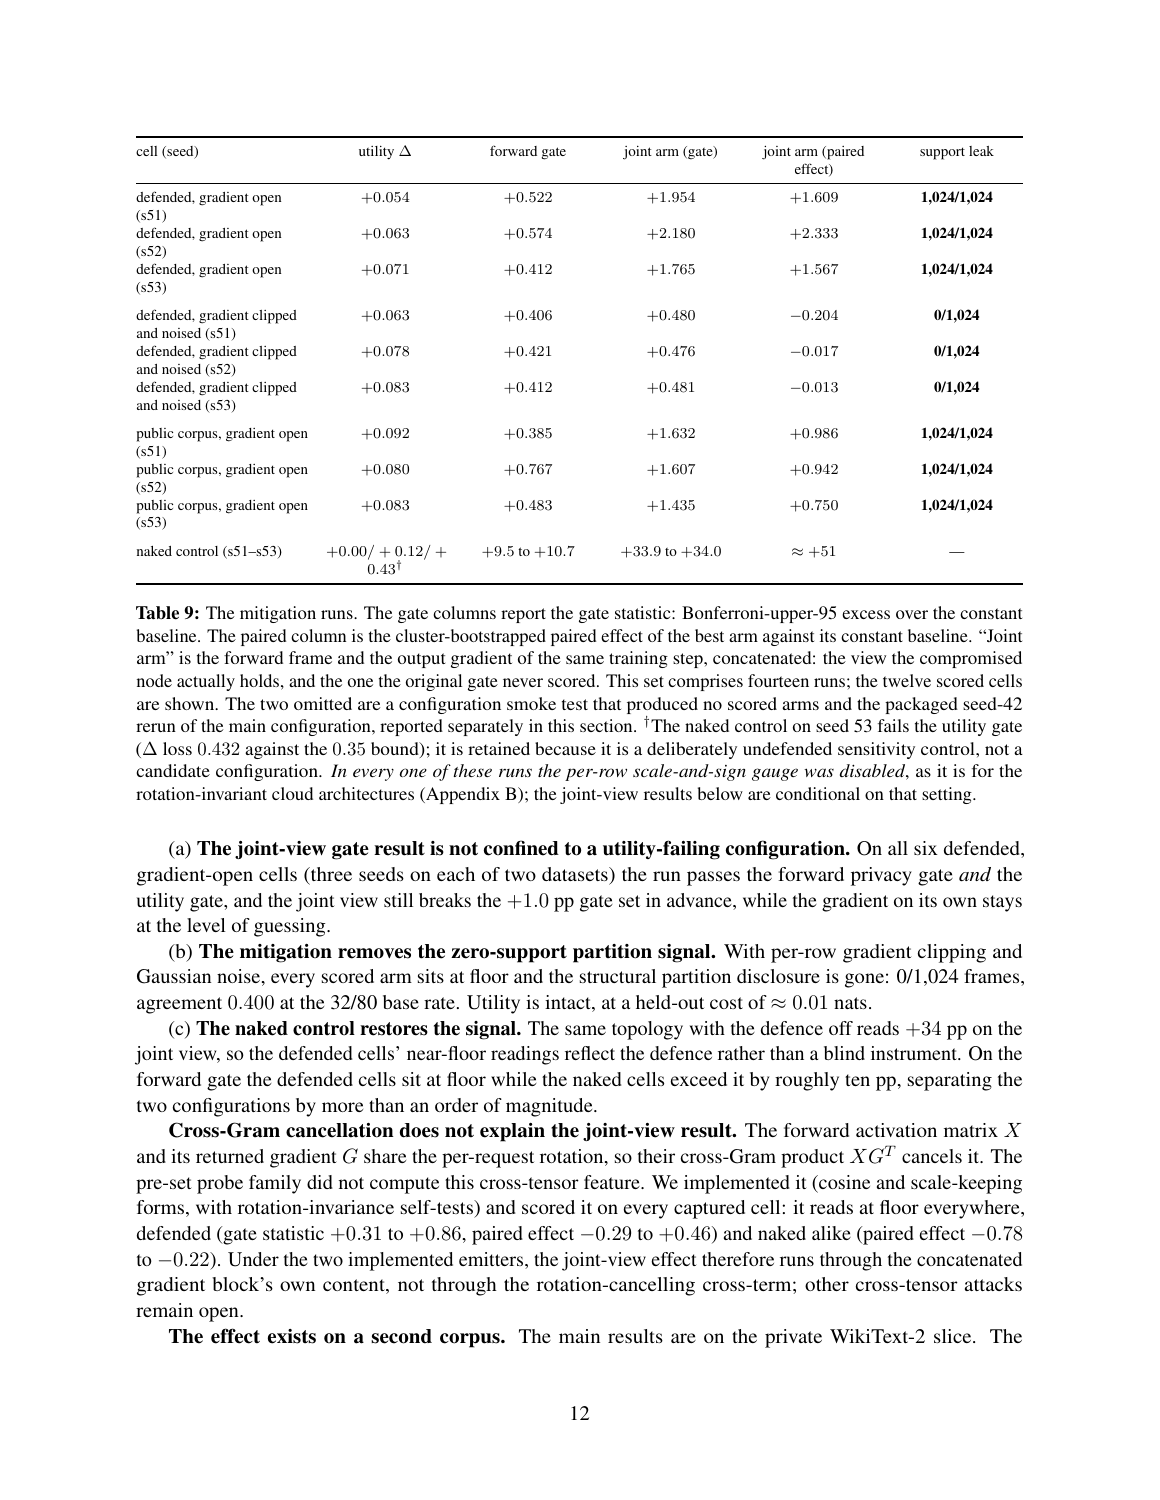 cell (seed) utility Δ forward gate joint arm (gate) joint arm (paired effect) support leak
defended, gradient open (s51) +0.054 +0.522 +1.954 +1.609 1,024/1,024
defended, gradient open (s52) +0.063 +0.574 +2.180 +2.333 1,024/1,024
defended, gradient open (s53) +0.071 +0.412 +1.765 +1.567 1,024/1,024
defended, gradient clipped and noised (s51) +0.063 +0.406 +0.480 −0.204 0/1,024
defended, gradient clipped and noised (s52) +0.078 +0.421 +0.476 −0.017 0/1,024
defended, gradient clipped and noised (s53) +0.083 +0.412 +0.481 −0.013 0/1,024
public corpus, gradient open (s51) +0.092 +0.385 +1.632 +0.986 1,024/1,024
public corpus, gradient open (s52) +0.080 +0.767 +1.607 +0.942 1,024/1,024
public corpus, gradient open (s53) +0.083 +0.483 +1.435 +0.750 1,024/1,024
naked control (s51–s53) +0.00/ + 0.12/ + 0.43† +9.5 to +10.7 +33.9 to +34.0 ≈ +51 —
Table 9: The mitigation runs. The gate columns report the gate statistic: Bonferroni-upper-95 excess over the constant
baseline. The paired column is the cluster-bootstrapped paired effect of the best arm against its constant baseline. “Joint
arm” is the forward frame and the output gradient of the same training step, concatenated: the view the compromised
node actually holds, and the one the original gate never scored. This set comprises fourteen runs; the twelve scored cells
are shown. The two omitted are a configuration smoke test that produced no scored arms and the packaged seed-42
rerun of the main configuration, reported separately in this section. †The naked control on seed 53 fails the utility gate
(Δ loss 0.432 against the 0.35 bound); it is retained because it is a deliberately undefended sensitivity control, not a
candidate configuration. In every one of these runs the per-row scale-and-sign gauge was disabled, as it is for the
rotation-invariant cloud architectures (Appendix B); the joint-view results below are conditional on that setting.
(a) The joint-view gate result is not confined to a utility-failing configuration. On all six defended,
gradient-open cells (three seeds on each of two datasets) the run passes the forward privacy gate and the
utility gate, and the joint view still breaks the +1.0 pp gate set in advance, while the gradient on its own stays
at the level of guessing.
(b) The mitigation removes the zero-support partition signal. With per-row gradient clipping and
Gaussian noise, every scored arm sits at floor and the structural partition disclosure is gone: 0/1,024 frames,
agreement 0.400 at the 32/80 base rate. Utility is intact, at a held-out cost of ≈ 0.01 nats.
(c) The naked control restores the signal. The same topology with the defence off reads +34 pp on the
joint view, so the defended cells’ near-floor readings reflect the defence rather than a blind instrument. On the
forward gate the defended cells sit at floor while the naked cells exceed it by roughly ten pp, separating the
two configurations by more than an order of magnitude.
Cross-Gram cancellation does not explain the joint-view result. The forward activation matrix X
and its returned gradient G share the per-request rotation, so their cross-Gram product XGᵀ cancels it. The
pre-set probe family did not compute this cross-tensor feature. We implemented it (cosine and scale-keeping
forms, with rotation-invariance self-tests) and scored it on every captured cell: it reads at floor everywhere,
defended (gate statistic +0.31 to +0.86, paired effect −0.29 to +0.46) and naked alike (paired effect −0.78
to −0.22). Under the two implemented emitters, the joint-view effect therefore runs through the concatenated
gradient block’s own content, not through the rotation-cancelling cross-term; other cross-tensor attacks
remain open.
The effect exists on a second corpus. The main results are on the private WikiText-2 slice. The
12